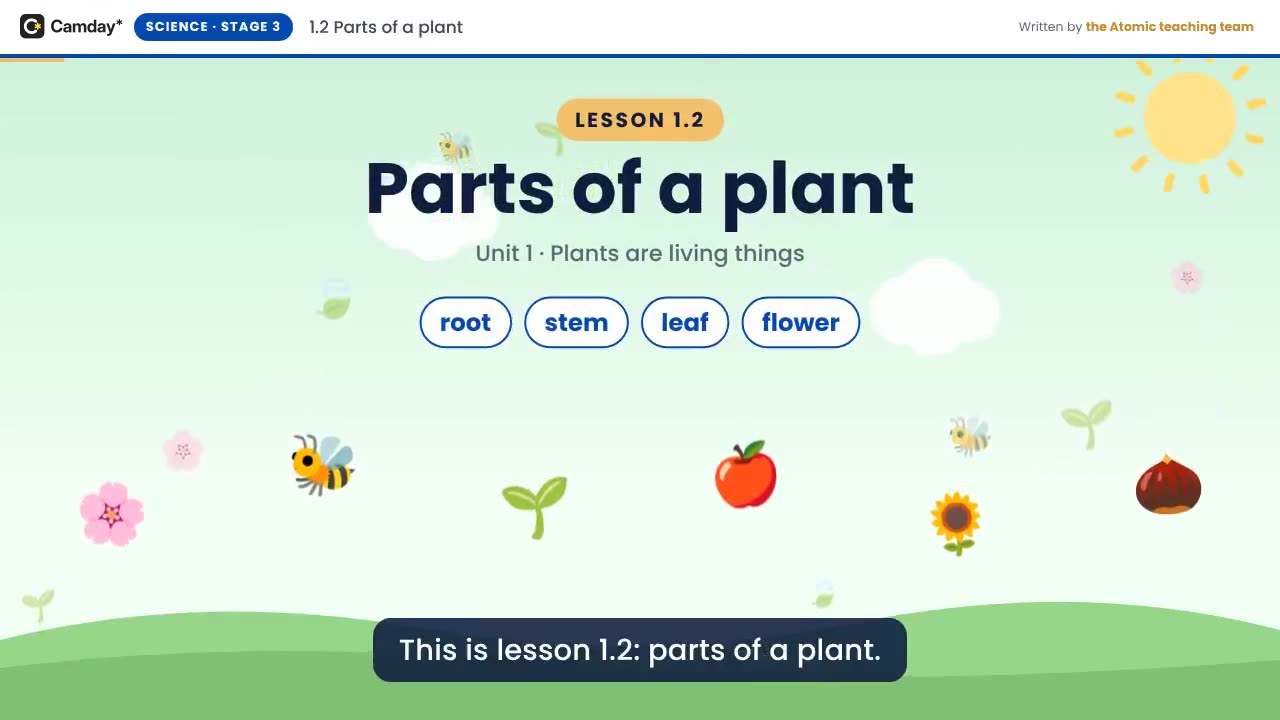 Camday*
SCIENCE · STAGE 3
1.2 Parts of a plant
Written by the Atomic teaching team
LESSON 1.2
Parts of a plant
Unit 1 · Plants are living things
root
stem
leaf
flower
This is lesson 1.2: parts of a plant.